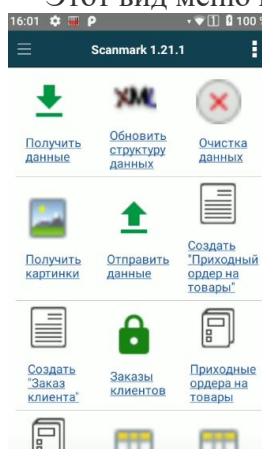 Этот вид меню
16:01 P 100 %
Scanmark 1.21.1
XML
Получить данные
Обновить структуру данных
Очистка данных
Получить картинки
Отправить данные
Создать "Приходный ордер на товары"
Создать "Заказ клиента"
Заказы клиентов
Приходные ордера на товары